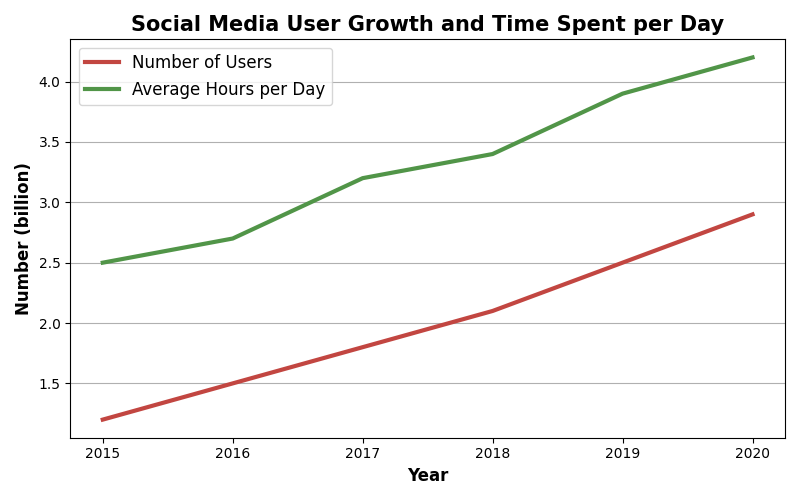 Social Media User Growth and Time Spent per Day
Number of Users
Average Hours per Day
Number (billion)
4.0
3.5
3.0
2.5
2.0
1.5
2015 2016 2017 2018 2019 2020
Year